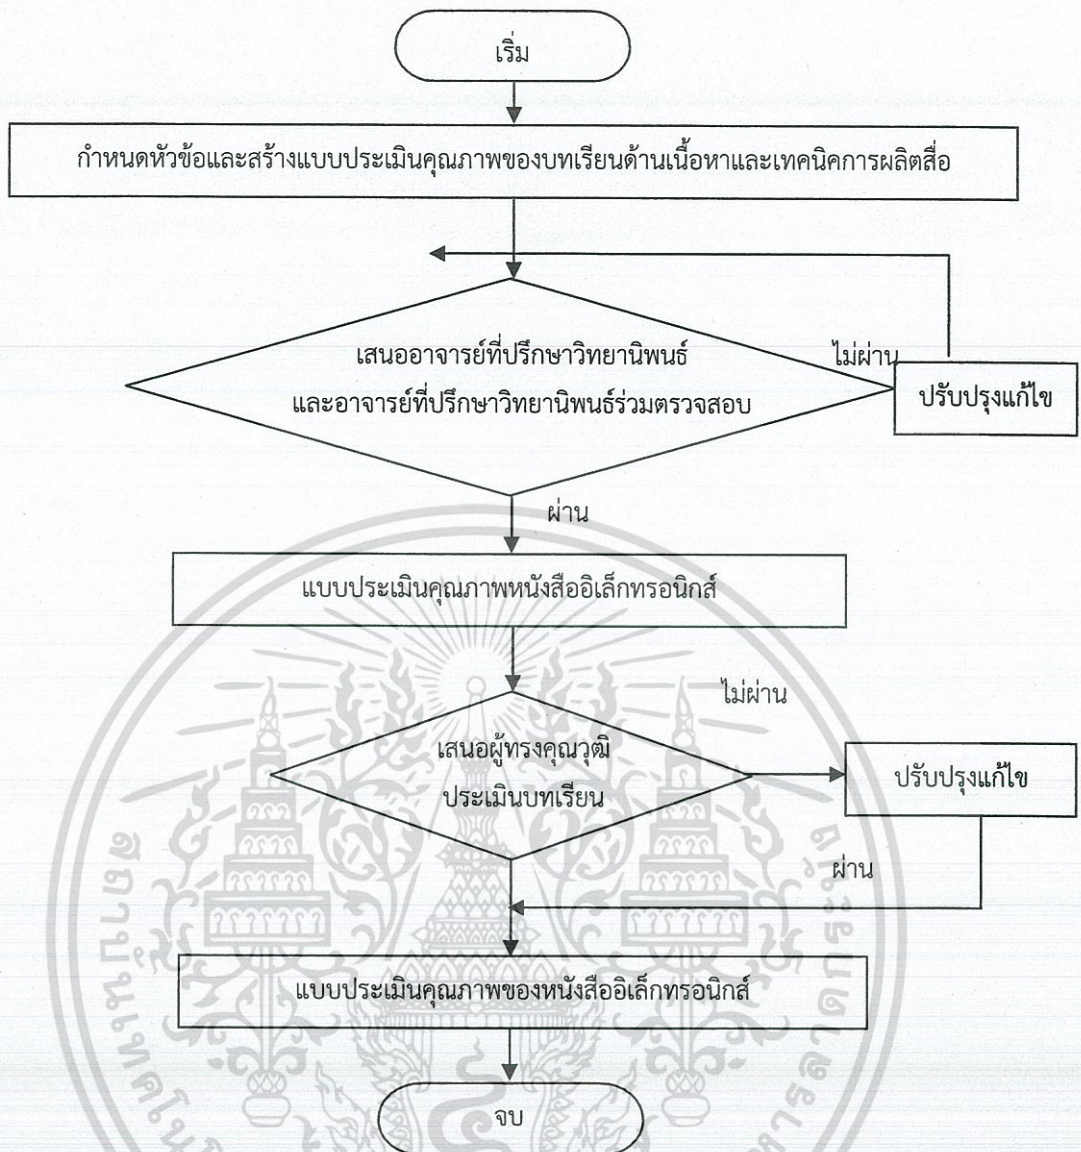 เริ่ม
กำหนดหัวข้อและสร้างแบบประเมินคุณภาพของบทเรียนด้านเนื้อหาและเทคนิคการผลิตสื่อ
เสนออาจารย์ที่ปรึกษาวิทยานิพนธ์
และอาจารย์ที่ปรึกษาวิทยานิพนธ์ร่วมตรวจสอบ
ไม่ผ่าน
ปรับปรุงแก้ไข
ผ่าน
แบบประเมินคุณภาพหนังสืออิเล็กทรอนิกส์
ไม่ผ่าน
เสนอผู้ทรงคุณวุฒิ
ประเมินบทเรียน
ปรับปรุงแก้ไข
ผ่าน
แบบประเมินคุณภาพของหนังสืออิเล็กทรอนิกส์
จบ